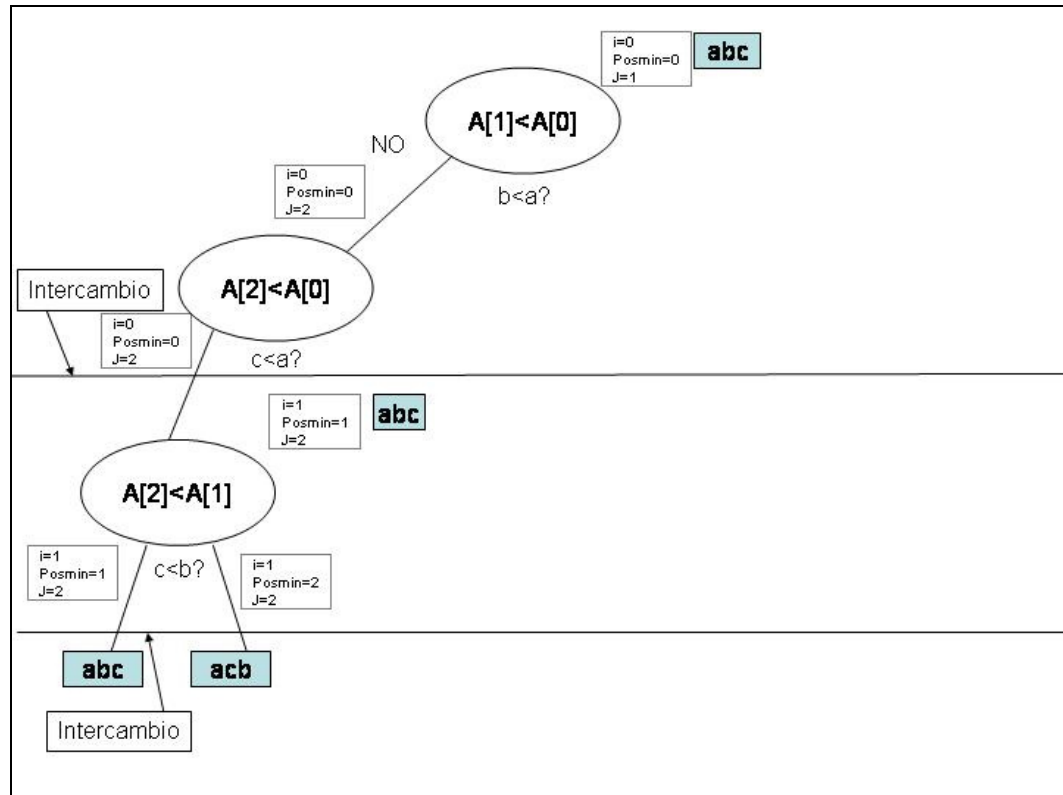 i=0
Posmin=0
J=1
abc
A[1]<A[0]
NO
b<a?
i=0
Posmin=0
J=2
A[2]<A[0]
Intercambio
i=0
Posmin=0
J=2
c<a?
i=1
Posmin=1
J=2
abc
A[2]<A[1]
i=1
Posmin=1
J=2
c<b?
i=1
Posmin=2
J=2
abc
acb
Intercambio